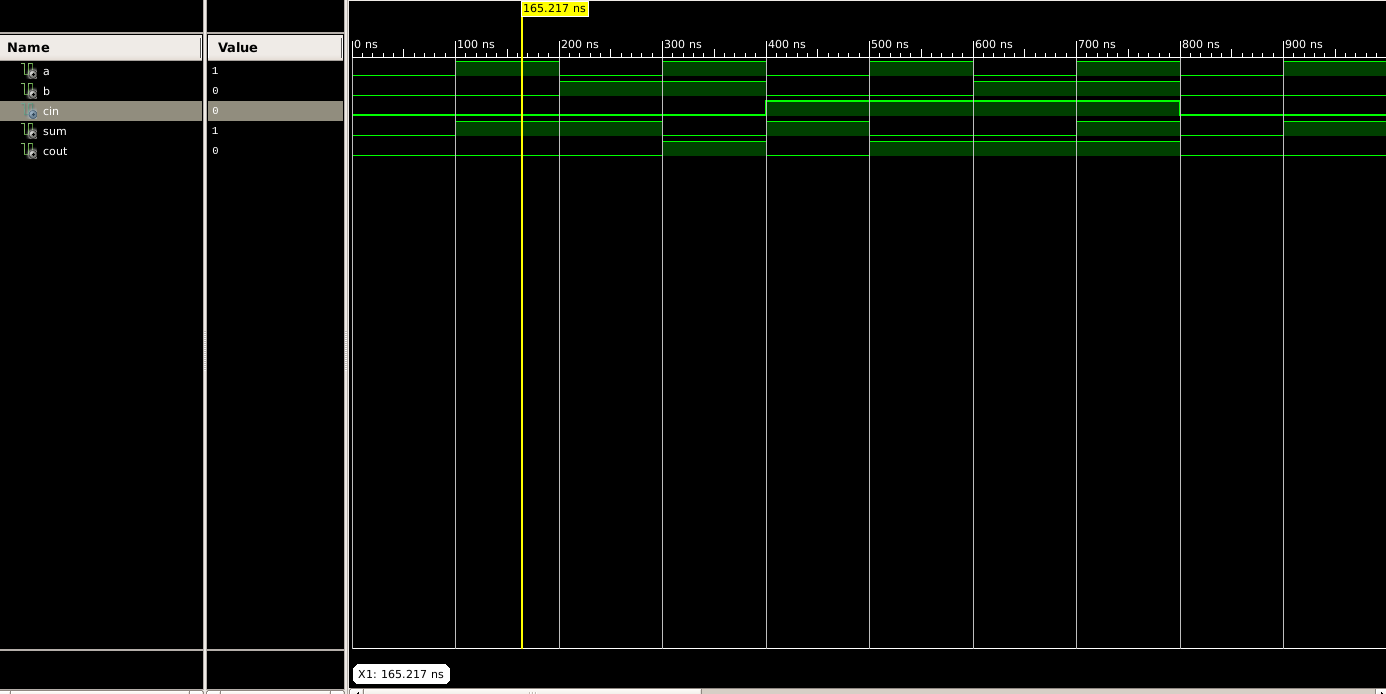 165.217 ns
Name Value
0 ns 100 ns 200 ns 300 ns 400 ns 500 ns 600 ns 700 ns 800 ns 900 ns
a 1
b 0
cin 0
sum 1
cout 0
X1: 165.217 ns